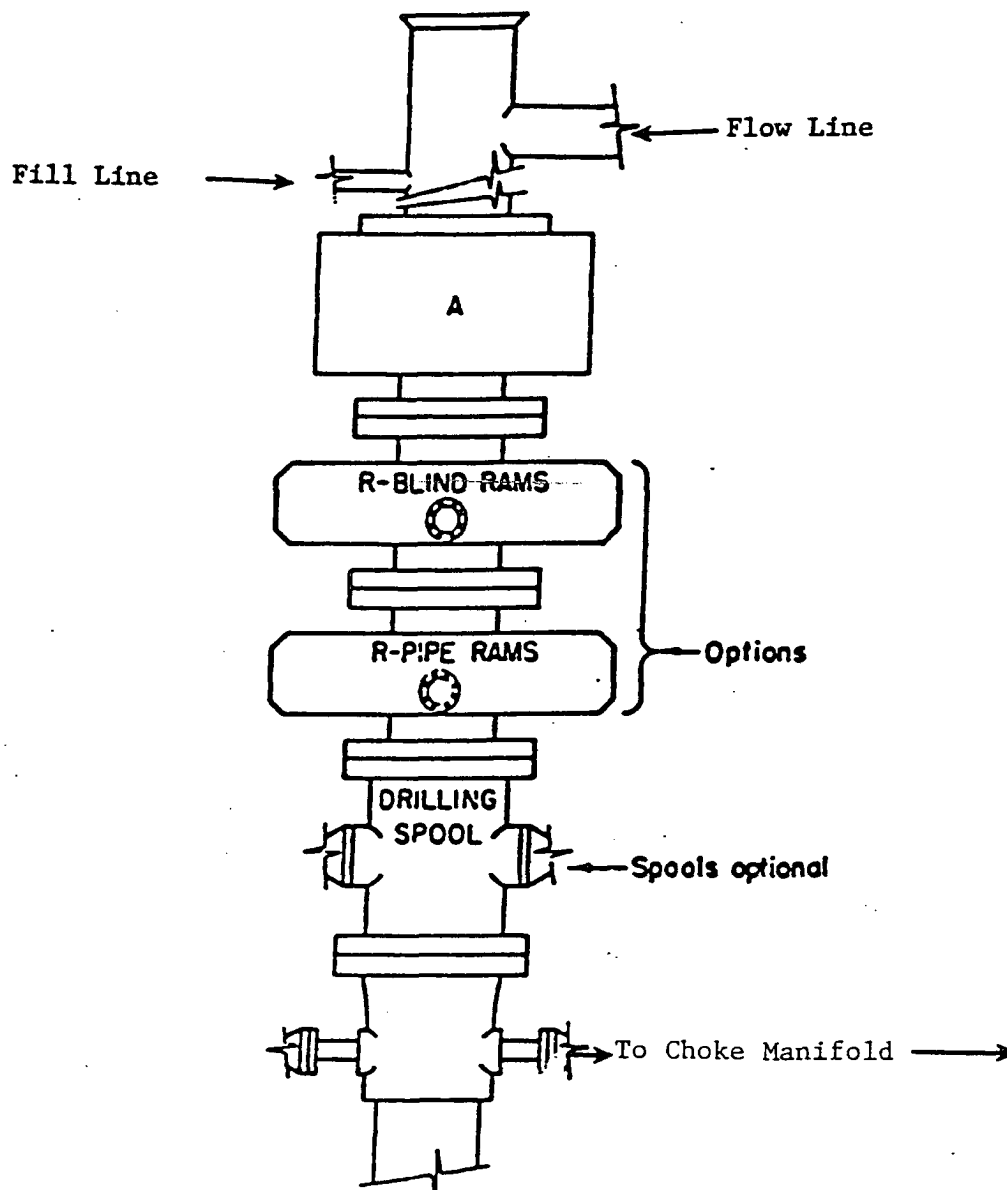 Flow Line
Fill Line
A
R-BLIND RAMS
R-PIPE RAMS
Options
DRILLING
SPOOL
Spools optional
To Choke Manifold